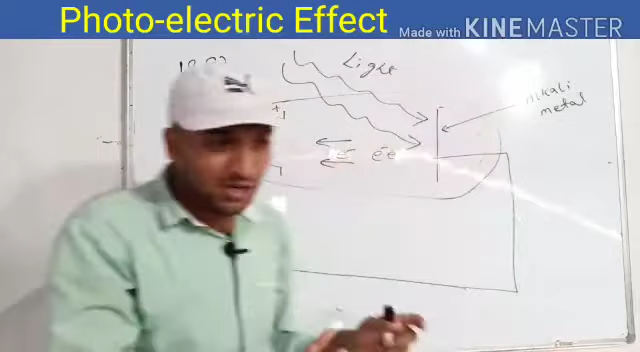 Photo-electric Effect
Made with KINEMASTER
Light
Alkali
metal
e⁻ e⁻e